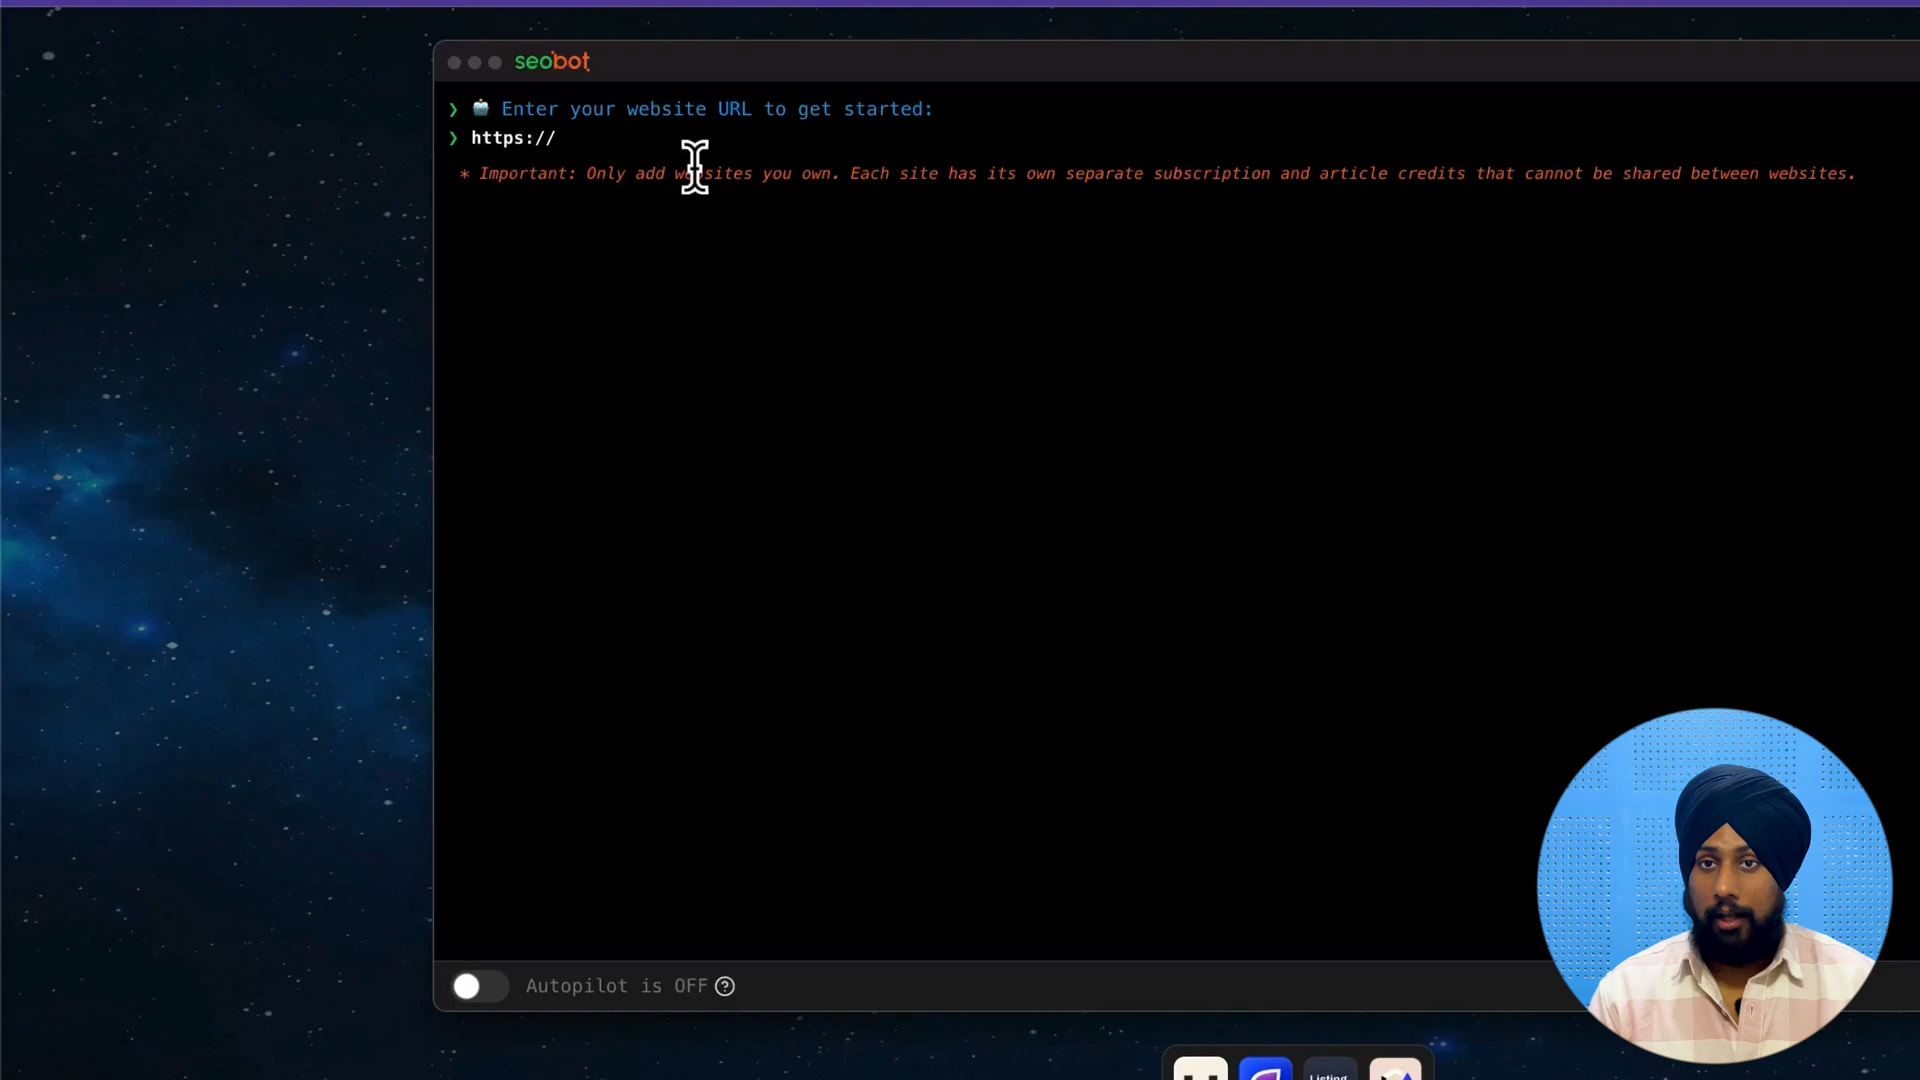 seobot
❯ 🤖 Enter your website URL to get started:
❯ https://
* Important: Only add websites you own. Each site has its own separate subscription and article credits that cannot be shared between websites.
Autopilot is OFF ?
Listing